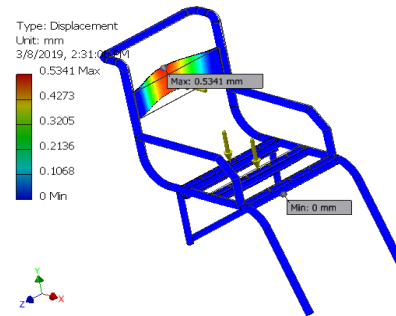 Type: Displacement
Unit: mm
3/8/2019, 2:31:0
0.5341 Max
0.4273
0.3205
0.2136
0.1068
0 Min
Max: 0.5341 mm
Min: 0 mm
Y
Z
X